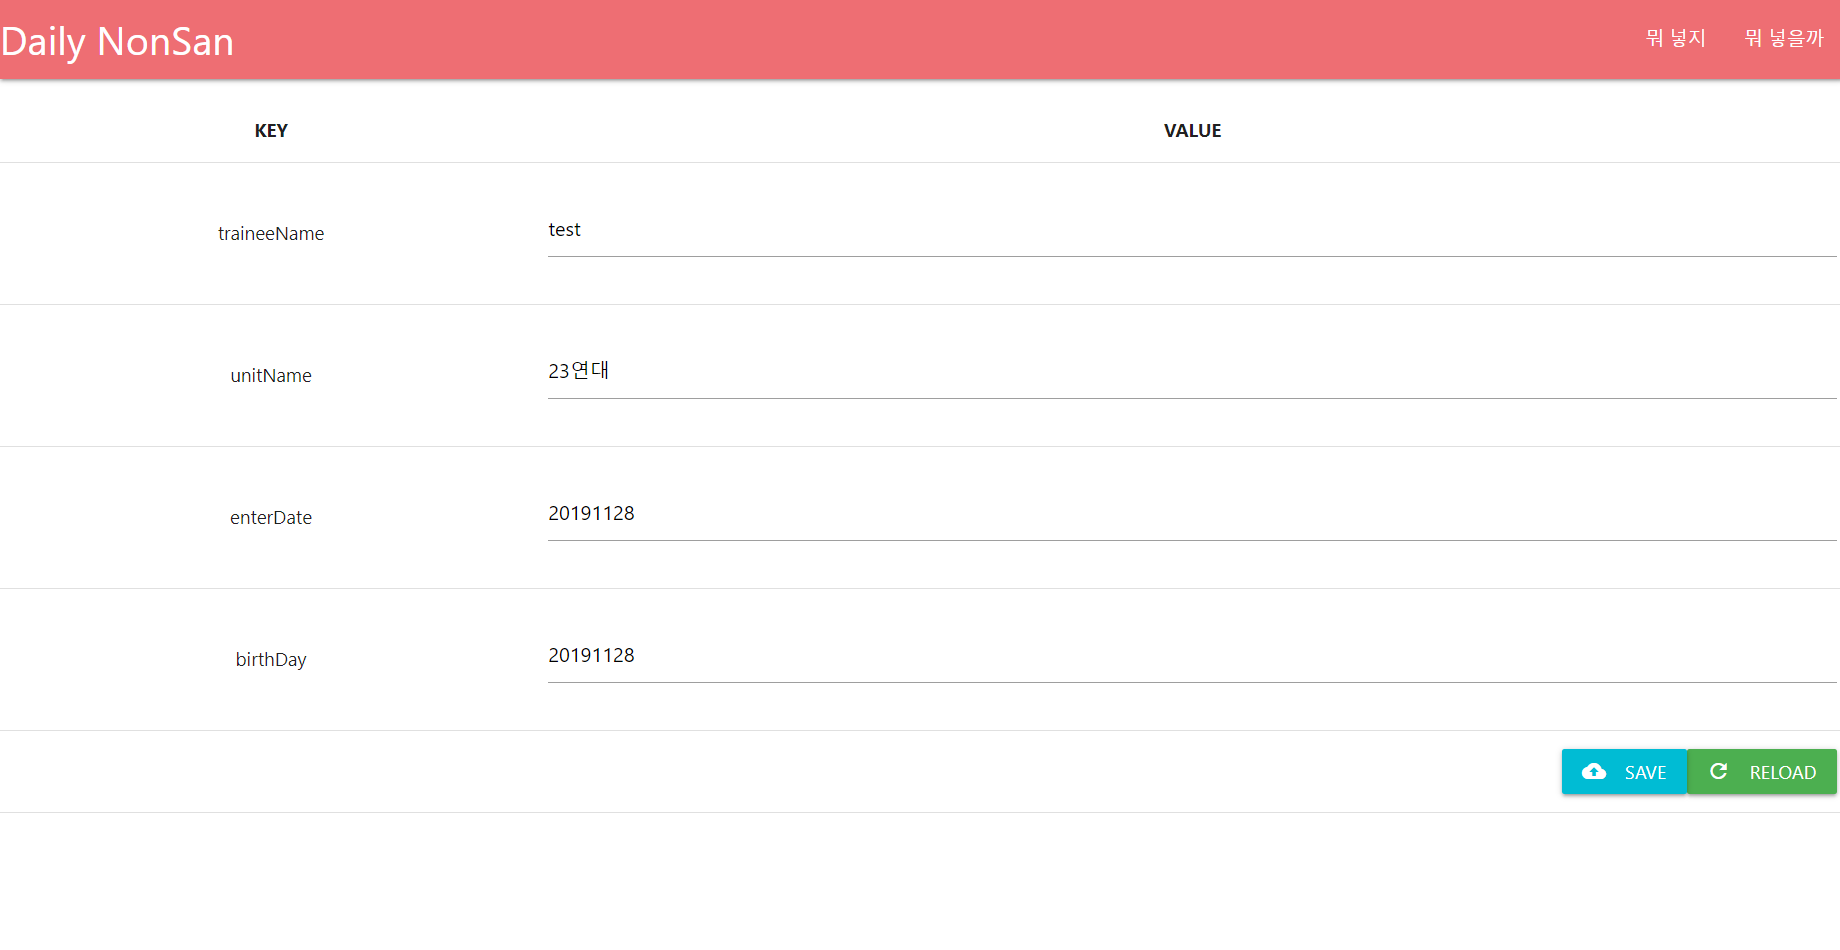 Daily NonSan
뭐 넣지 뭐 넣을까
KEY VALUE
traineeName test
unitName 23연대
enterDate 20191128
birthDay 20191128
SAVE RELOAD